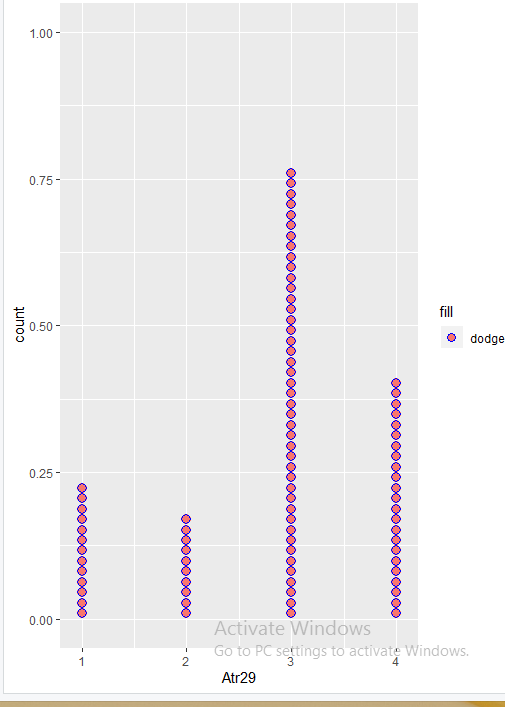 1.00
0.75
0.50
0.25
0.00
count
1 2 3 4
Atr29
fill
dodge
Activate Windows
Go to PC settings to activate Windows.